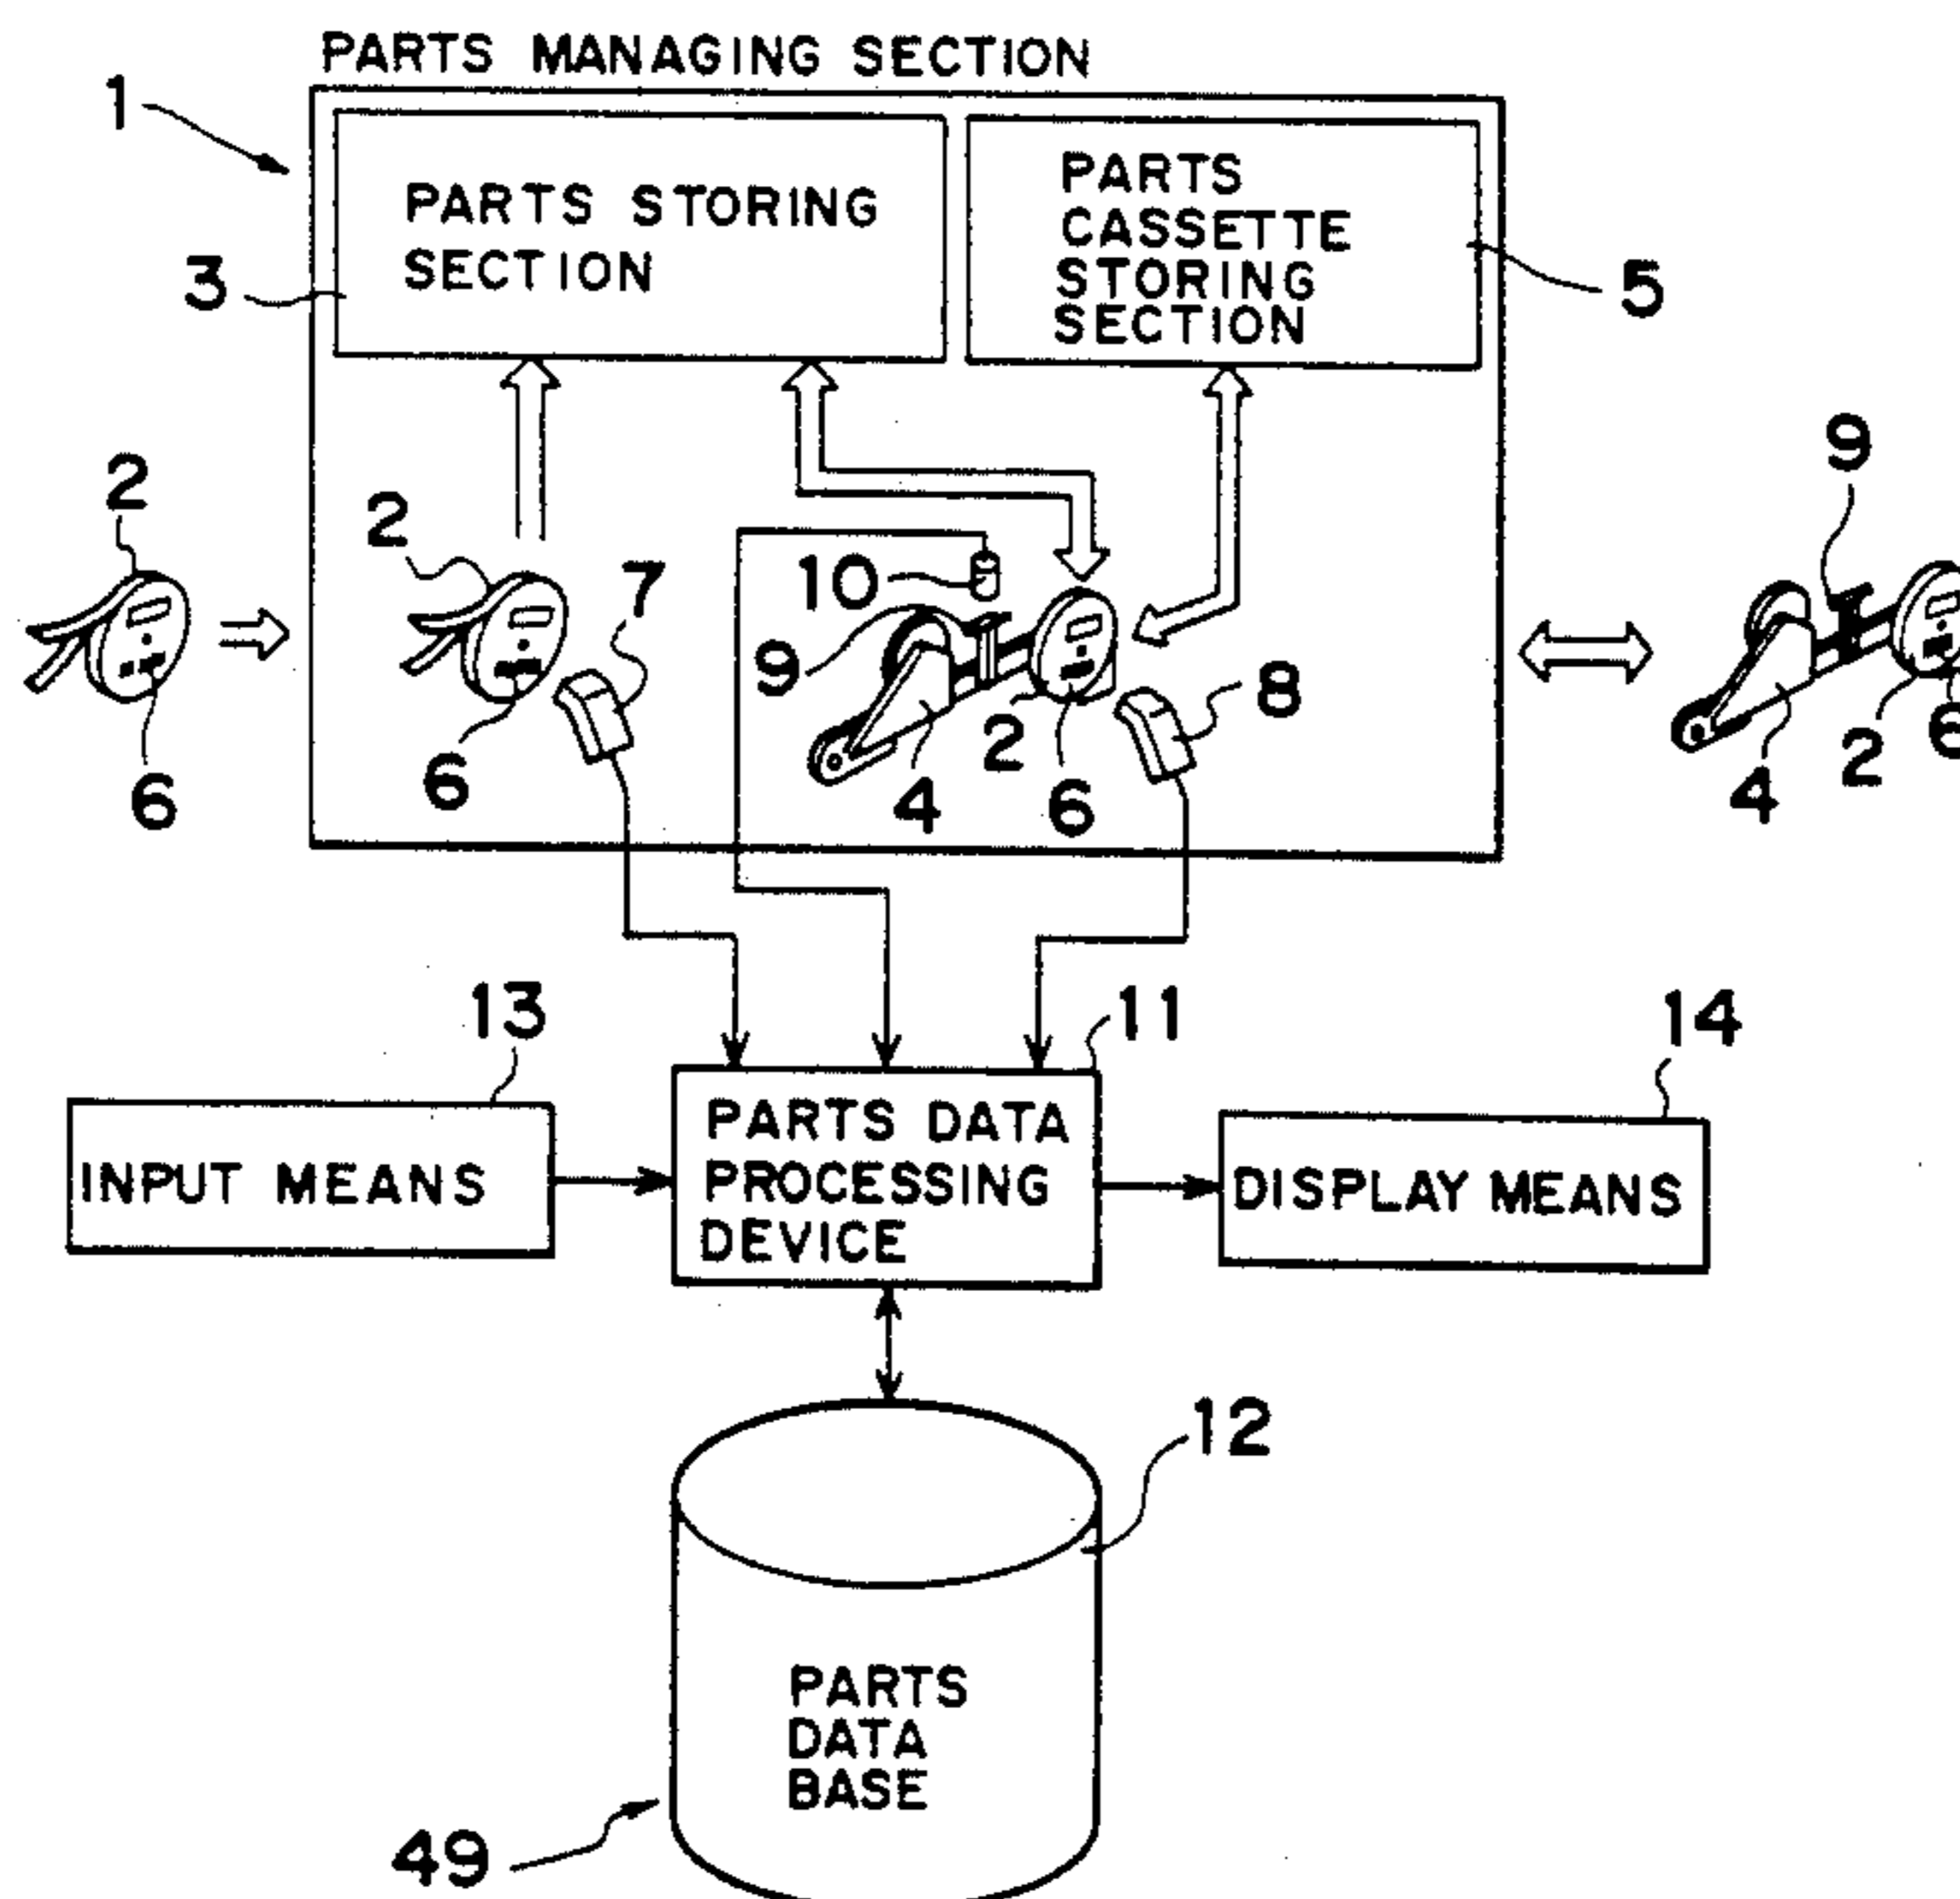 PARTS MANAGING SECTION
1
PARTS STORING
SECTION
PARTS
CASSETTE
STORING
SECTION
3
5
2
2
7
10
9
9
8
6
6
4
2
6
4
2
6
13
11
14
INPUT MEANS
PARTS DATA
PROCESSING
DEVICE
DISPLAY MEANS
12
PARTS
DATA
BASE
49